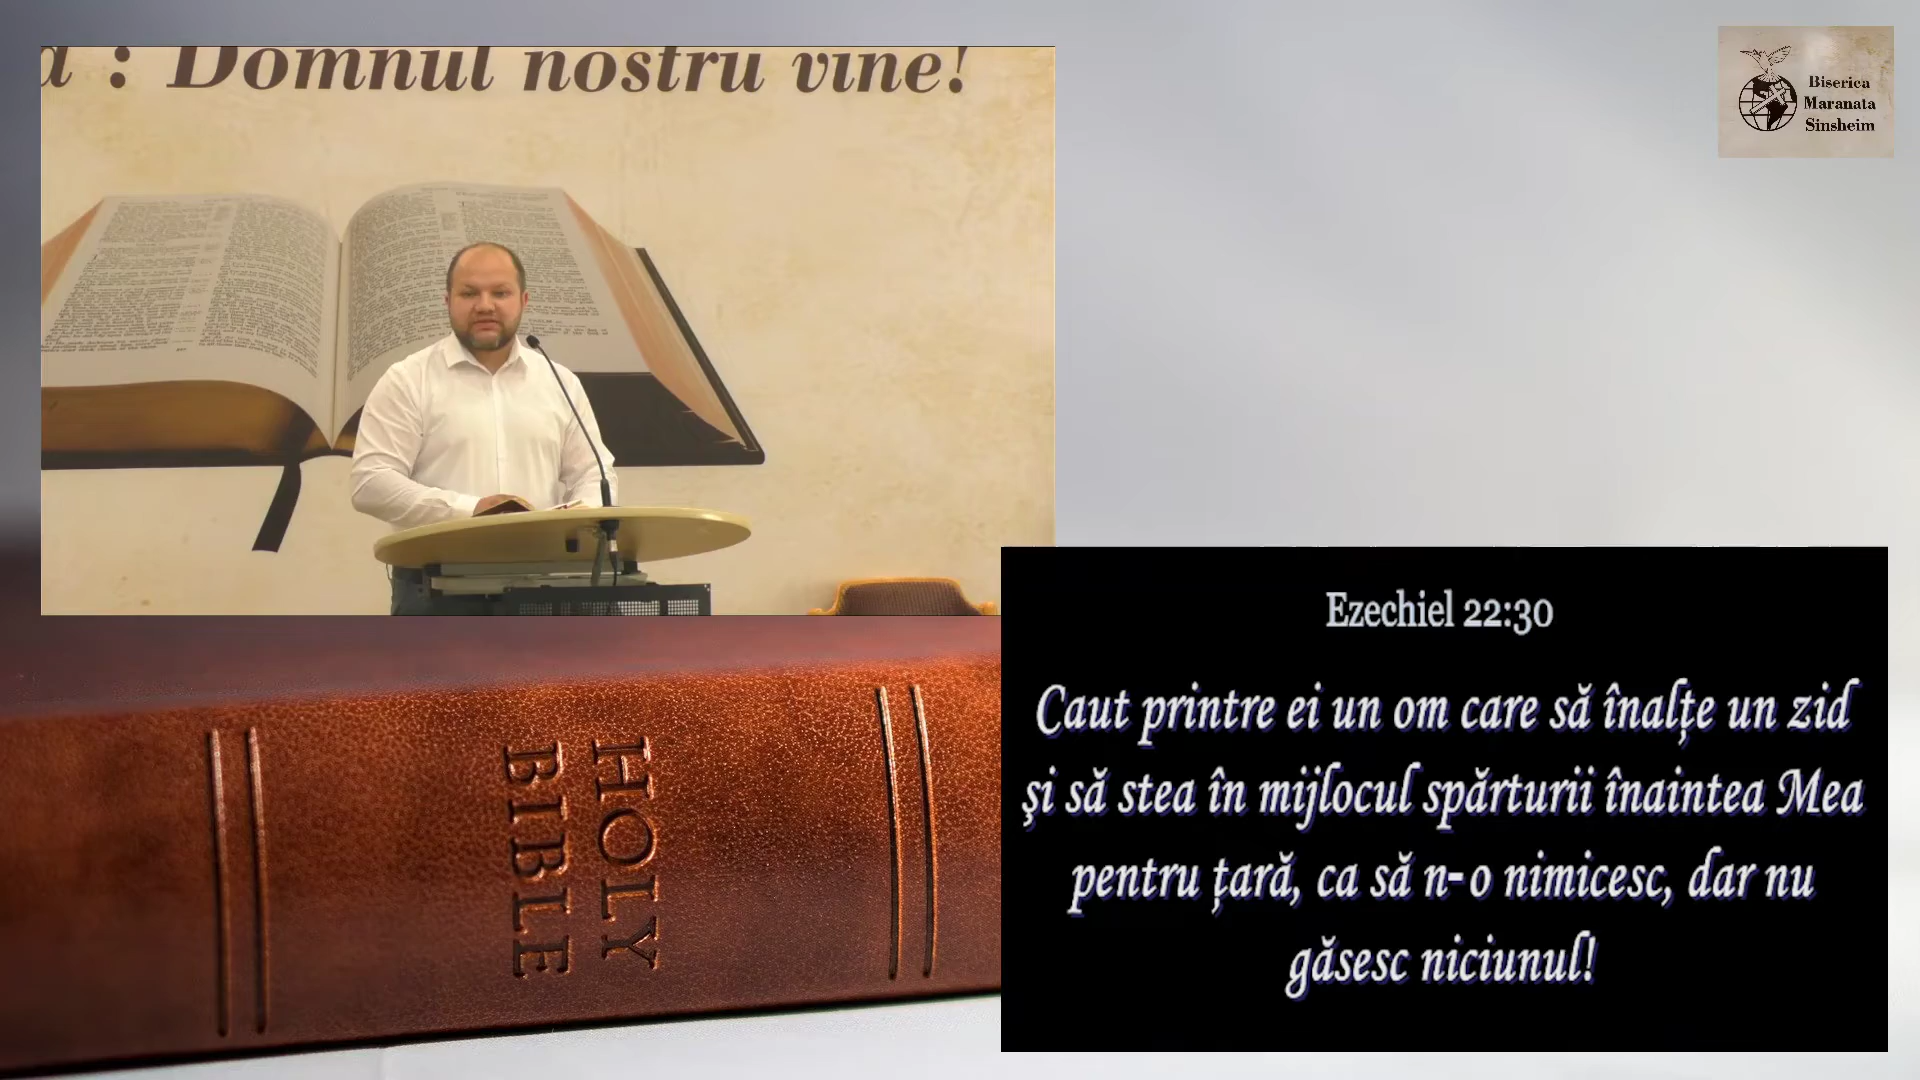 : Domnul nostru vine!
Biserica
Maranata
Sinsheim
Ezechiel 22:30
Caut printre ei un om care să înalțe un zid
și să stea în mijlocul spărturii înaintea Mea
pentru țară, ca să n-o nimicesc, dar nu
găsesc niciunul!
HOLY
BIBLE